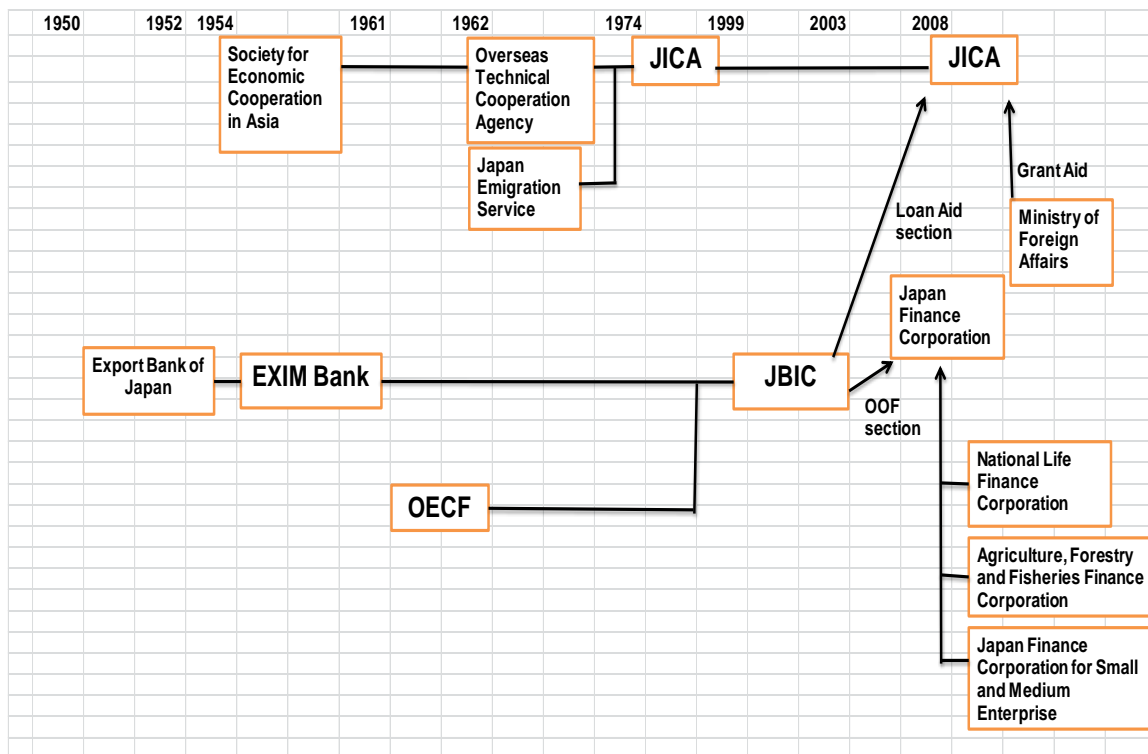 1950 1952 1954 1961 1962 1974 1999 2003 2008
Society for
Economic
Cooperation
in Asia
Overseas
Technical
Cooperation
Agency
JICA
JICA
Japan
Emigration
Service
Grant Aid
Loan Aid
section
Ministry of
Foreign
Affairs
Japan
Finance
Corporation
Export Bank of
Japan
EXIM Bank
JBIC
OOF
section
OECF
National Life
Finance
Corporation
Agriculture, Forestry
and Fisheries Finance
Corporation
Japan Finance
Corporation for Small
and Medium
Enterprise